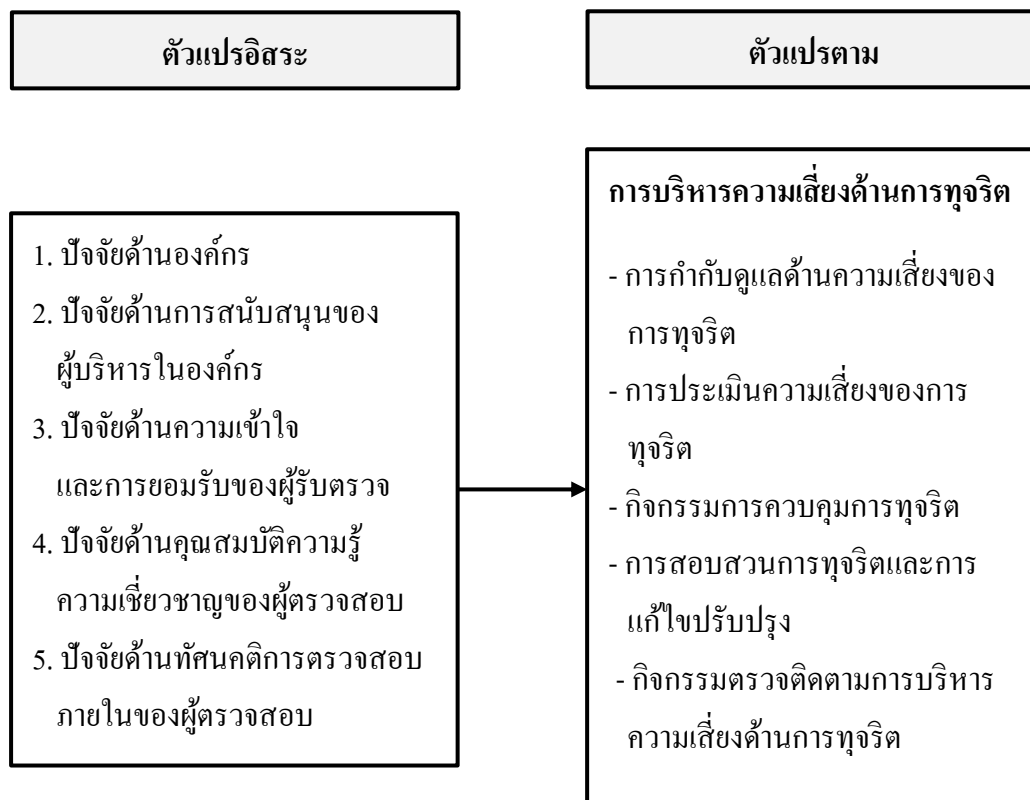 ตัวแปรอิสระ
ตัวแปรตาม
1. ปัจจัยด้านองค์กร
2. ปัจจัยด้านการสนับสนุนของ
ผู้บริหารในองค์กร
3. ปัจจัยด้านความเข้าใจ
และการยอมรับของผู้รับตรวจ
4. ปัจจัยด้านคุณสมบัติความรู้
ความเชี่ยวชาญของผู้ตรวจสอบ
5. ปัจจัยด้านทัศนคติการตรวจสอบ
ภายในของผู้ตรวจสอบ
การบริหารความเสี่ยงด้านการทุจริต
- การกำกับดูแลด้านความเสี่ยงของ
การทุจริต
- การประเมินความเสี่ยงของการ
ทุจริต
- กิจกรรมการควบคุมการทุจริต
- การสอบสวนการทุจริตและการ
แก้ไขปรับปรุง
- กิจกรรมตรวจติดตามการบริหาร
ความเสี่ยงด้านการทุจริต